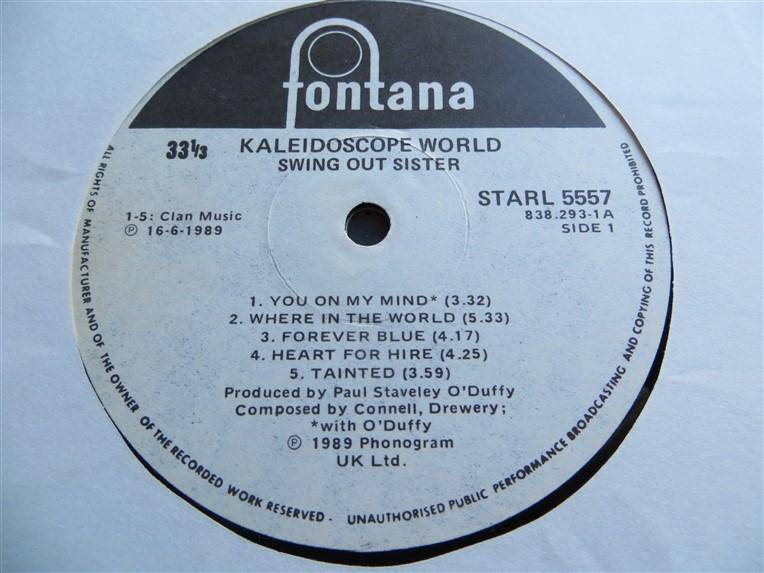 fontana
33⅓
KALEIDOSCOPE WORLD
SWING OUT SISTER
STARL 5557
838.293-1A
SIDE 1
1-5: Clan Music
Ⓟ 16-6-1989
1. YOU ON MY MIND* (3.32)
2. WHERE IN THE WORLD (5.33)
3. FOREVER BLUE (4.17)
4. HEART FOR HIRE (4.25)
5. TAINTED (3.59)
Produced by Paul Staveley O'Duffy
Composed by Connell, Drewery;
*with O'Duffy
Ⓟ 1989 Phonogram
UK Ltd.
ALL RIGHTS OF MANUFACTURER AND OF THE OWNER OF THE RECORDED WORK RESERVED - UNAUTHORISED PUBLIC PERFORMANCE BROADCASTING AND COPYING OF THIS RECORD PROHIBITED